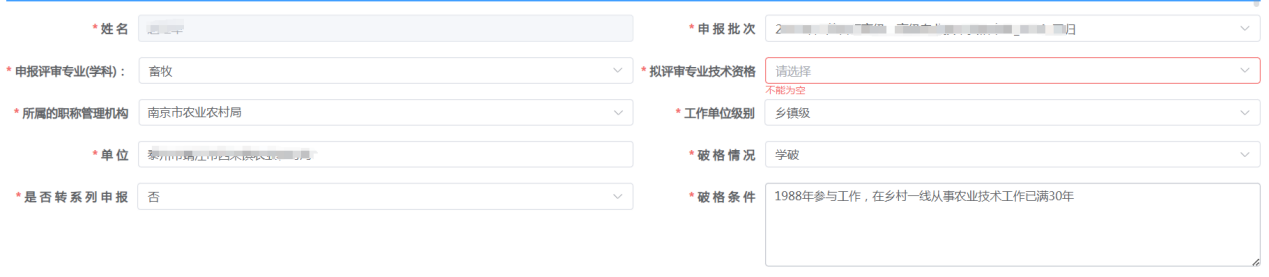 *姓名
*申报批次 2
*申报评审专业(学科)： 畜牧
*拟评审专业技术资格 请选择
不能为空
*所属的职称管理机构 南京市农业农村局
*工作单位级别 乡镇级
*单位
*破格情况 学破
*是否转系列申报 否
*破格条件 1988年参与工作，在乡村一线从事农业技术工作已满30年